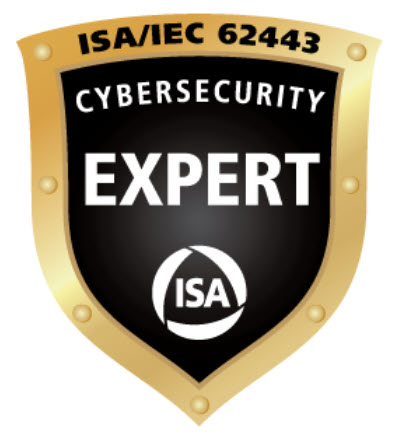 ISA/IEC 62443
CYBERSECURITY
EXPERT
ISA